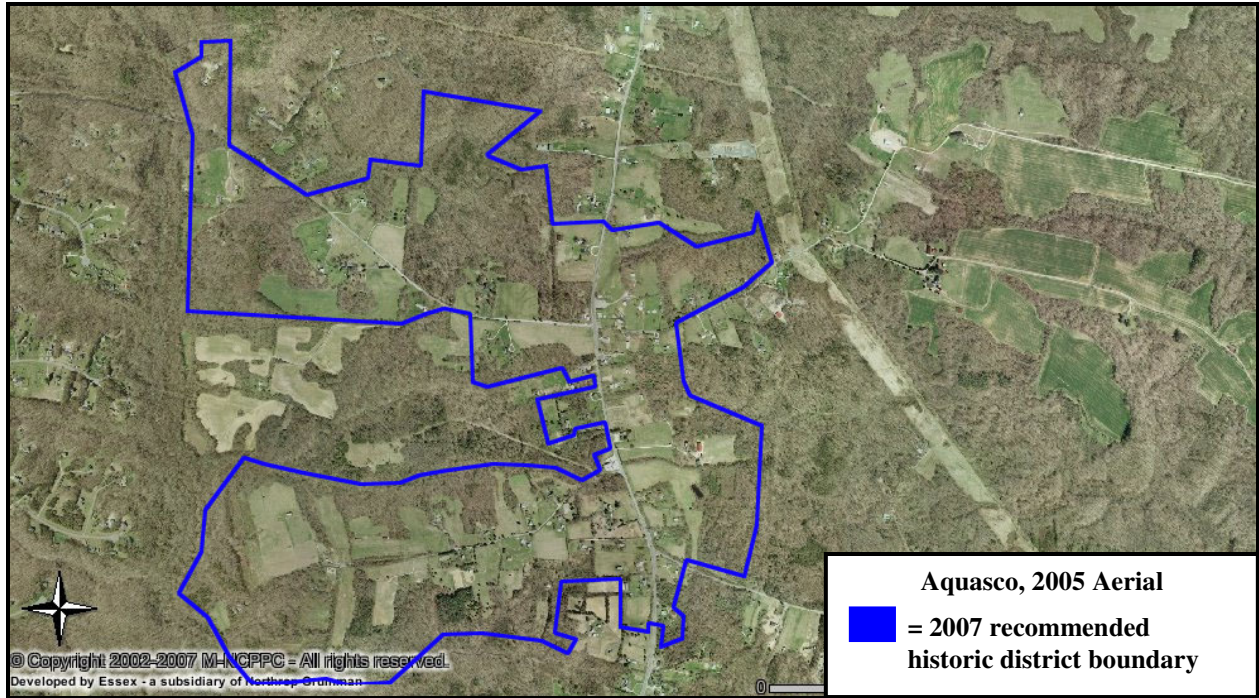 Aquasco, 2005 Aerial
= 2007 recommended
historic district boundary
© Copyright 2002-2007 M-NCPPC - All rights reserved.
Developed by Essex - a subsidiary of Northrop Grumman
0